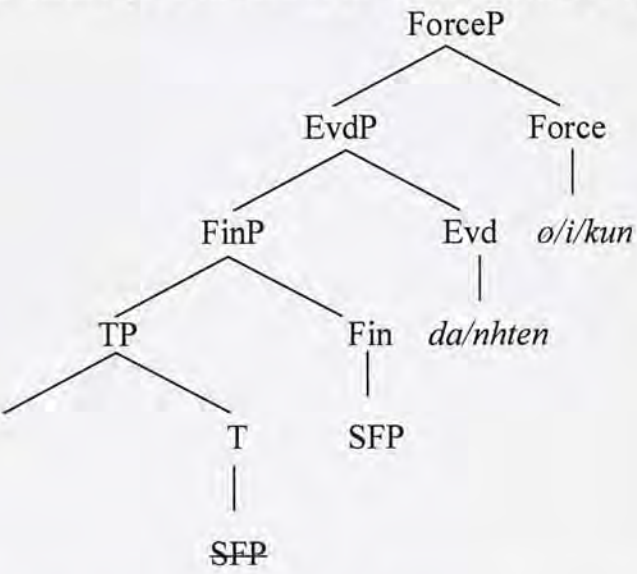 ForceP
EvdP Force
FinP Evd ø/i/kun
TP Fin da/nhten
T SFP
SFP